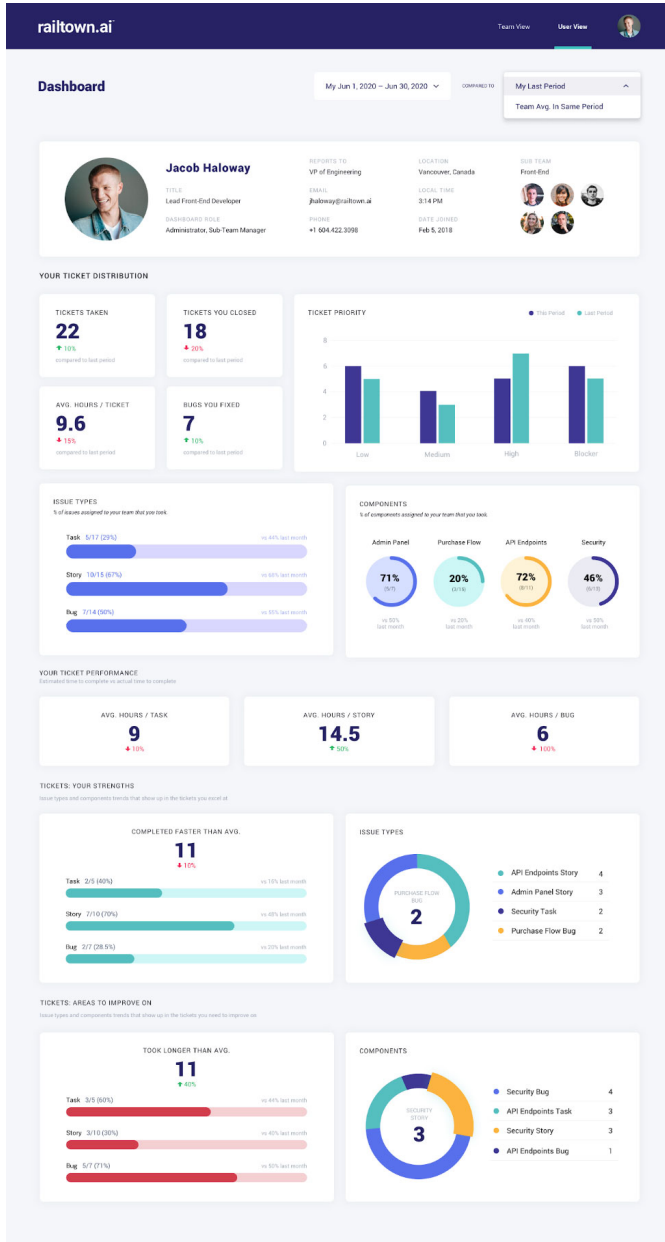 railtown.ai
Team View
User View
Dashboard
My Jun 1, 2020 – Jun 30, 2020
COMPARED TO
My Last Period
Team Avg. In Same Period
Jacob Haloway
TITLE
Lead Front-End Developer
DASHBOARD ROLE
Administrator, Sub-Team Manager
REPORTS TO
VP of Engineering
EMAIL
jhaloway@railtown.ai
PHONE
+1 604.422.3098
LOCATION
Vancouver, Canada
LOCAL TIME
3:14 PM
DATE JOINED
Feb 5, 2018
SUB TEAM
Front-End
YOUR TICKET DISTRIBUTION
TICKETS TAKEN
22
10%
compared to last period
TICKETS YOU CLOSED
18
20%
compared to last period
AVG. HOURS / TICKET
9.6
15%
compared to last period
BUGS YOU FIXED
7
10%
compared to last period
TICKET PRIORITY
This Period
Last Period
8
6
4
2
0
Low
Medium
High
Blocker
ISSUE TYPES
% of issues assigned to your team that you took
Task 5/17 (29%)
vs 44% last month
Story 10/15 (67%)
vs 66% last month
Bug 7/14 (50%)
vs 55% last month
COMPONENTS
% of components assigned to your team that you took
Admin Panel
71%
(5/7)
vs 50%
last month
Purchase Flow
20%
(3/14)
vs 20%
last month
API Endpoints
72%
(8/11)
vs 40%
last month
Security
46%
(6/13)
vs 50%
last month
YOUR TICKET PERFORMANCE
Estimated time to complete vs actual time to complete
AVG. HOURS / TASK
9
10%
AVG. HOURS / STORY
14.5
50%
AVG. HOURS / BUG
6
100%
TICKETS: YOUR STRENGTHS
Issue types and components trends that show up in the tickets you excel at
COMPLETED FASTER THAN AVG.
11
10%
Task 2/5 (40%)
vs 16% last month
Story 7/10 (70%)
vs 48% last month
Bug 2/7 (28.5%)
vs 20% last month
ISSUE TYPES
PURCHASE FLOW
BUG
2
API Endpoints Story 4
Admin Panel Story 3
Security Task 2
Purchase Flow Bug 2
TICKETS: AREAS TO IMPROVE ON
Issue types and components trends that show up in the tickets you need to improve on
TOOK LONGER THAN AVG.
11
40%
Task 3/5 (60%)
vs 44% last month
Story 3/10 (30%)
vs 40% last month
Bug 5/7 (71%)
vs 50% last month
COMPONENTS
SECURITY
STORY
3
Security Bug 4
API Endpoints Task 3
Security Story 3
API Endpoints Bug 1